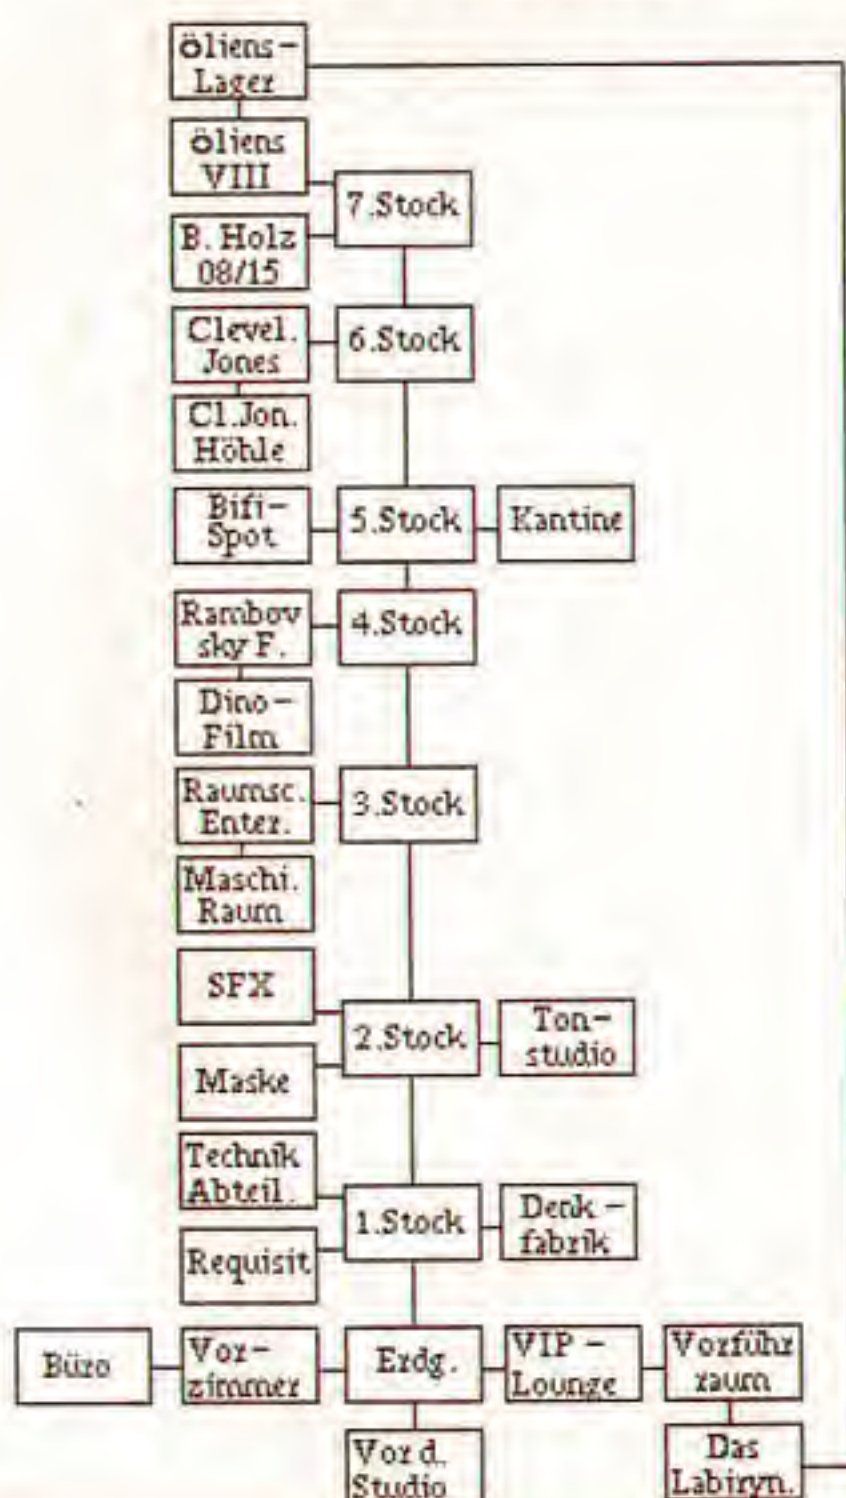 öliens-
Lager
öliens
VIII
7.Stock
B. Holz
08/15
Clevel.
Jones
6.Stock
Cl.Jon.
Höhle
Bifi-
Spot
5.Stock
Kantine
Rambov
sky F.
4.Stock
Dino-
Film
Raumsc.
Enter.
3.Stock
Maschi.
Raum
SFX
2.Stock
Ton-
studio
Maske
Technik
Abteil.
1.Stock
Denk-
fabrik
Requisit
Büro
Vor-
zimmer
Erdg.
VIP-
Lounge
Vorführ
raum
Vor d.
Studio
Das
Labiryn.